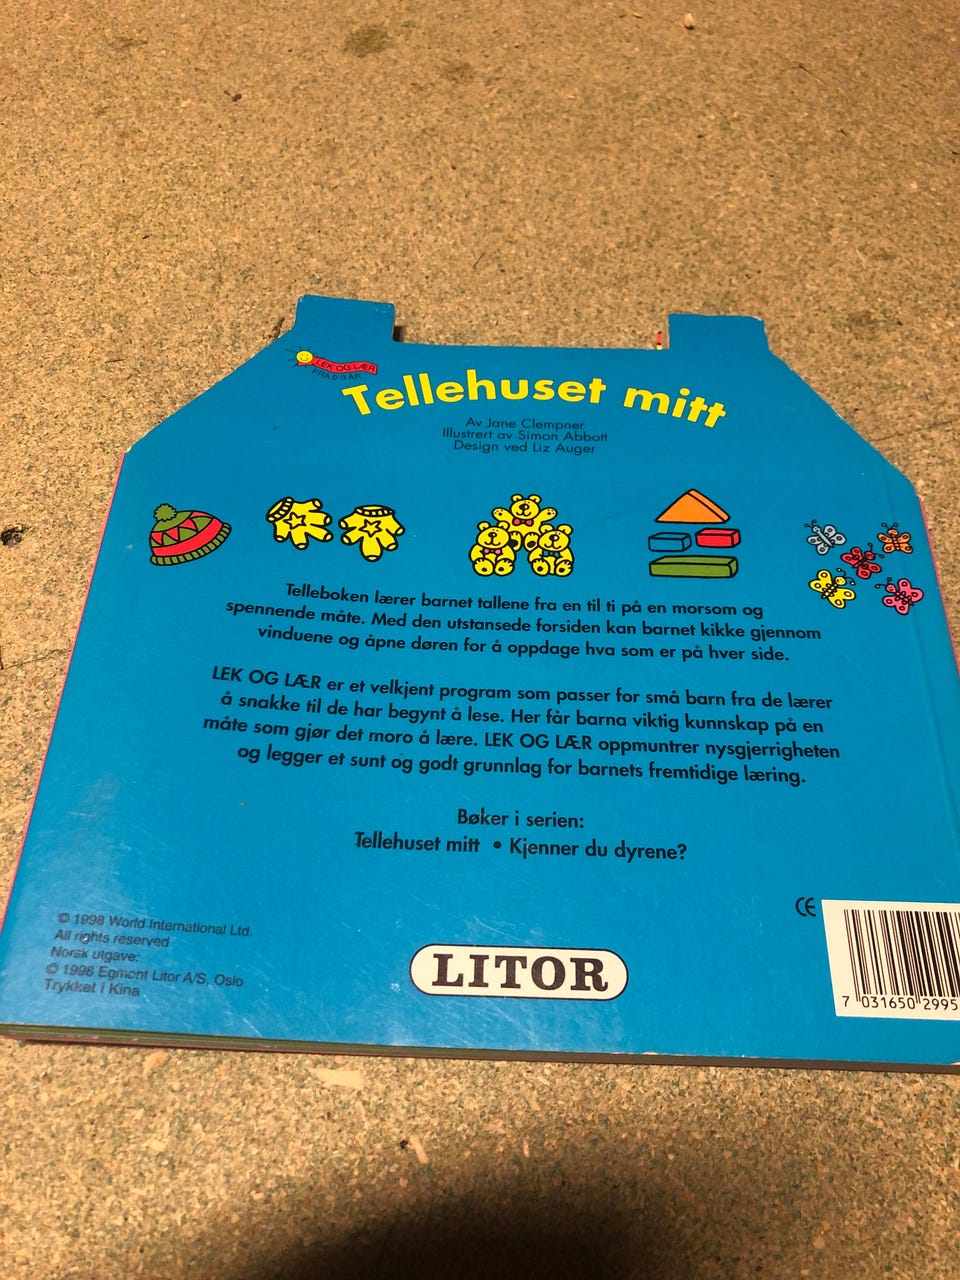 LEK OG LÆR
FRA 0-5 ÅR
Tellehuset mitt
Av Jane Clempner
Illustrert av Simon Abbott
Design ved Liz Auger
Telleboken lærer barnet tallene fra en til ti på en morsom og
spennende måte. Med den utstansede forsiden kan barnet kikke gjennom
vinduene og åpne døren for å oppdage hva som er på hver side.
LEK OG LÆR er et velkjent program som passer for små barn fra de lærer
å snakke til de har begynt å lese. Her får barna viktig kunnskap på en
måte som gjør det moro å lære. LEK OG LÆR oppmuntrer nysgjerrigheten
og legger et sunt og godt grunnlag for barnets fremtidige læring.
Bøker i serien:
Tellehuset mitt • Kjenner du dyrene?
© 1998 World International Ltd.
All rights reserved
Norsk utgave:
© 1998 Egmont Litor A/S, Oslo
Trykket i Kina
LITOR
CE
7 031650 2995